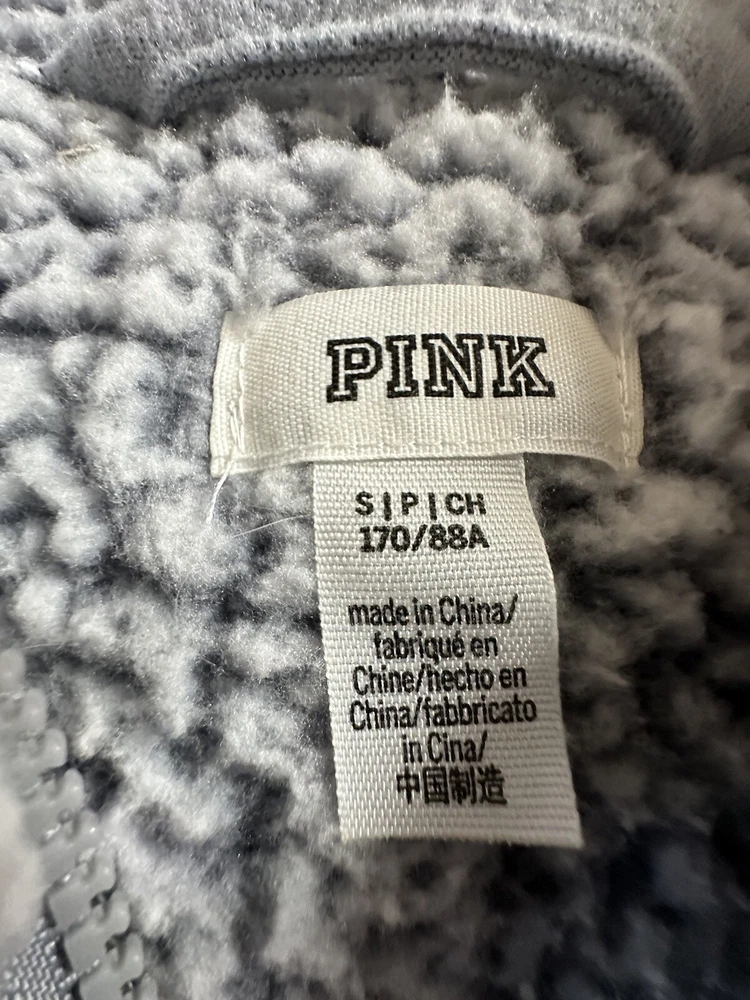 PINK
S|P|CH
170/88A
made in China/
fabriqué en
Chine/hecho en
China/fabbricato
in Cina/
中国制造